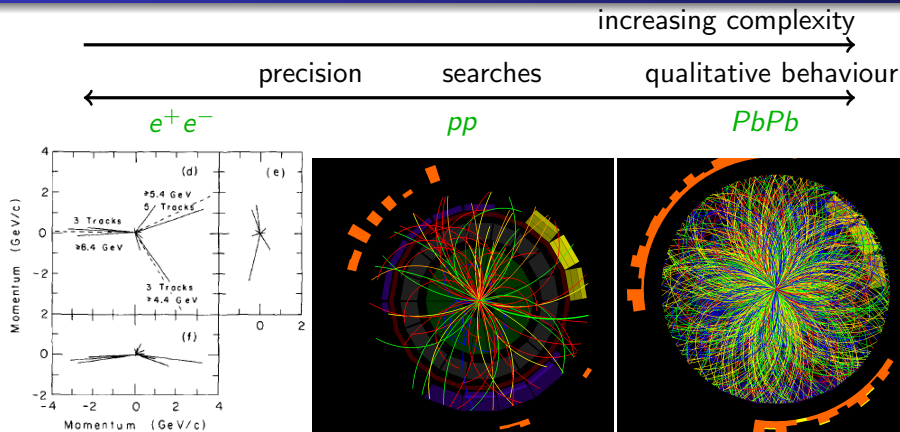 increasing complexity
precision searches qualitative behaviour
e⁺e⁻ pp PbPb
4
(d) (e)
≥5.4 GeV
2
5 Tracks
3 Tracks
0
≥6.4 GeV
-2
3 Tracks
≥4.4 GeV
2
0
(f)
0
-2
-4 -2 0 2 4
Momentum (GeV/c)
Momentum (GeV/c)